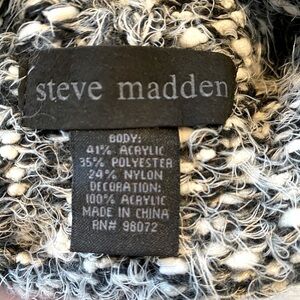 steve madden
BODY:
41% ACRYLIC
35% POLYESTER
24% NYLON
DECORATION:
100% ACRYLIC
MADE IN CHINA
RN# 98072